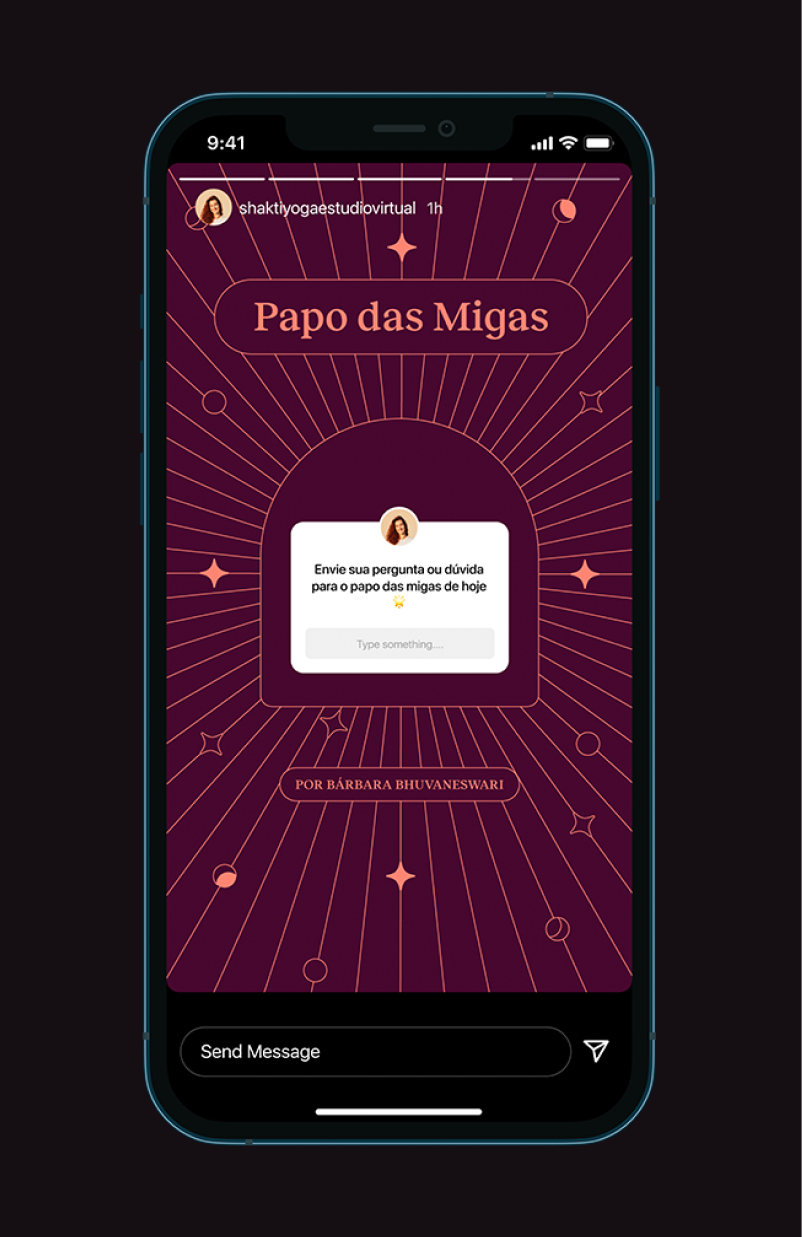 9:41
shaktiyogaestudiovirtual 1h
Papo das Migas
Envie sua pergunta ou dúvida
para o papo das migas de hoje
🌟
Type something....
POR BÁRBARA BHUVANESWARI
Send Message